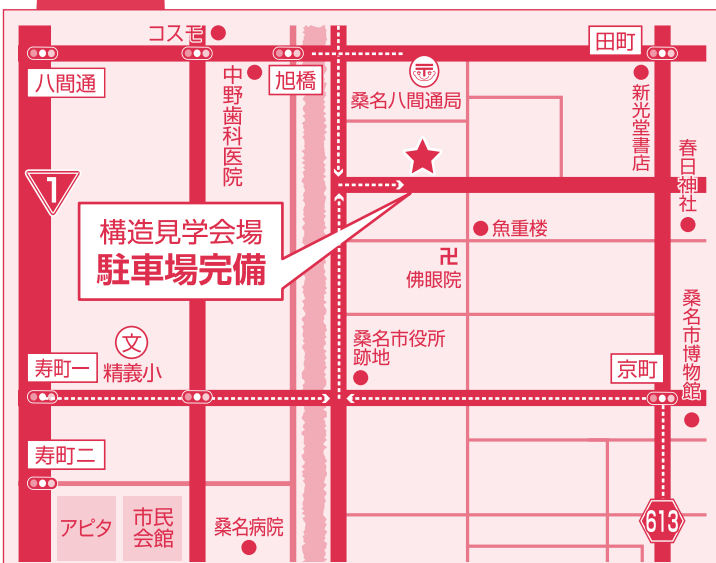 コスモ
田町
八間通
中野歯科医院
旭橋
桑名八間通局
新光堂書店
春日神社
1
構造見学会場
駐車場完備
魚重楼
佛眼院
桑名市博物館
文
精義小
寿町一
桑名市役所
跡地
京町
寿町二
アピタ
市民
会館
桑名病院
613